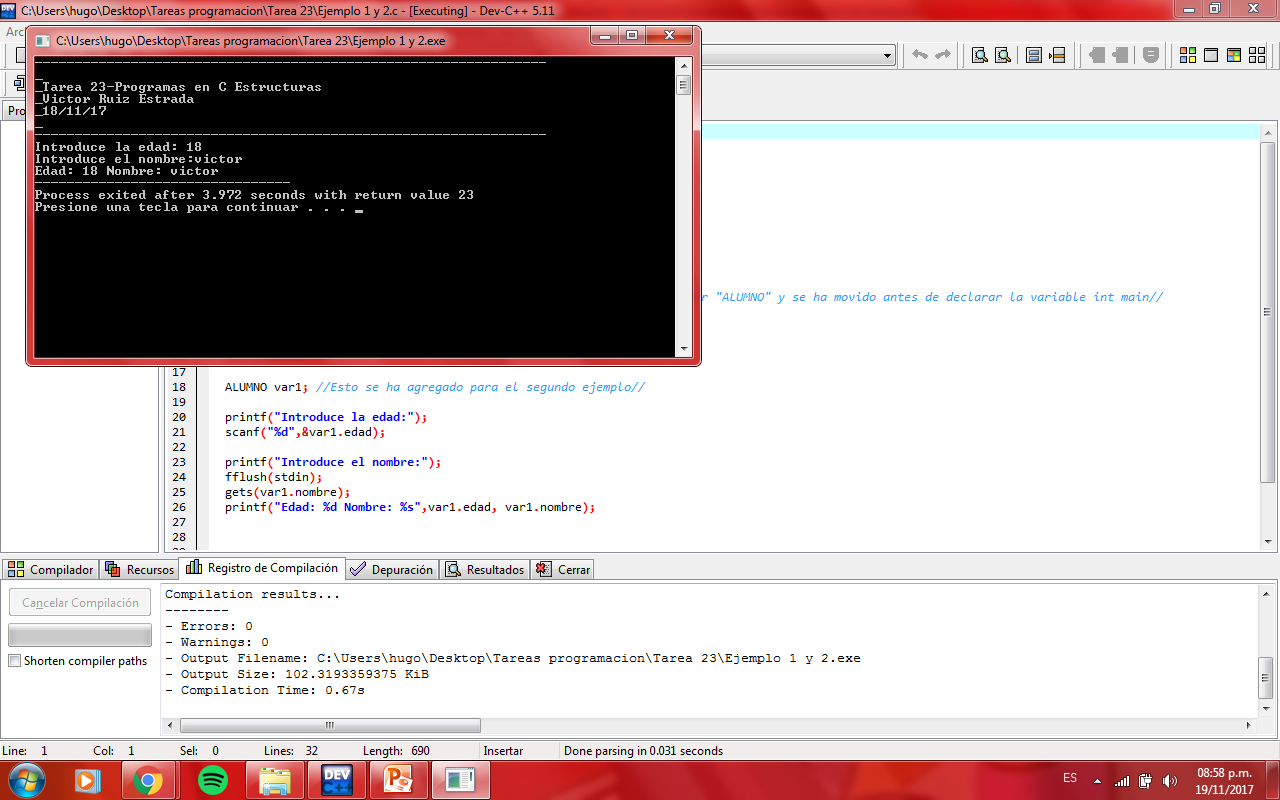 C:\Users\hugo\Desktop\Tareas programacion\Tarea 23\Ejemplo 1 y 2.c - [Executing] - Dev-C++ 5.11
Arc
C:\Users\hugo\Desktop\Tareas programacion\Tarea 23\Ejemplo 1 y 2.exe
Pro
----------------------------------------------------------------
_
_Tarea 23-Programas en C Estructuras
_Victor Ruiz Estrada
_18/11/17
_
----------------------------------------------------------------
Introduce la edad: 18
Introduce el nombre:victor
Edad: 18 Nombre: victor
--------------------------------
Process exited after 3.972 seconds with return value 23
Presione una tecla para continuar . . . _
r "ALUMNO" y se ha movido antes de declarar la variable int main//
17
18 ALUMNO var1; //Esto se ha agregado para el segundo ejemplo//
19
20 printf("Introduce la edad:");
21 scanf("%d",&var1.edad);
22
23 printf("Introduce el nombre:");
24 fflush(stdin);
25 gets(var1.nombre);
26 printf("Edad: %d Nombre: %s",var1.edad, var1.nombre);
27
28
Compilador Recursos Registro de Compilación Depuración Resultados Cerrar
Cancelar Compilación
Shorten compiler paths
Compilation results...
--------
- Errors: 0
- Warnings: 0
- Output Filename: C:\Users\hugo\Desktop\Tareas programacion\Tarea 23\Ejemplo 1 y 2.exe
- Output Size: 102.3193359375 KiB
- Compilation Time: 0.67s
Line: 1 Col: 1 Sel: 0 Lines: 32 Length: 690 Insertar Done parsing in 0.031 seconds
DEV C++
ES
08:58 p.m.
19/11/2017